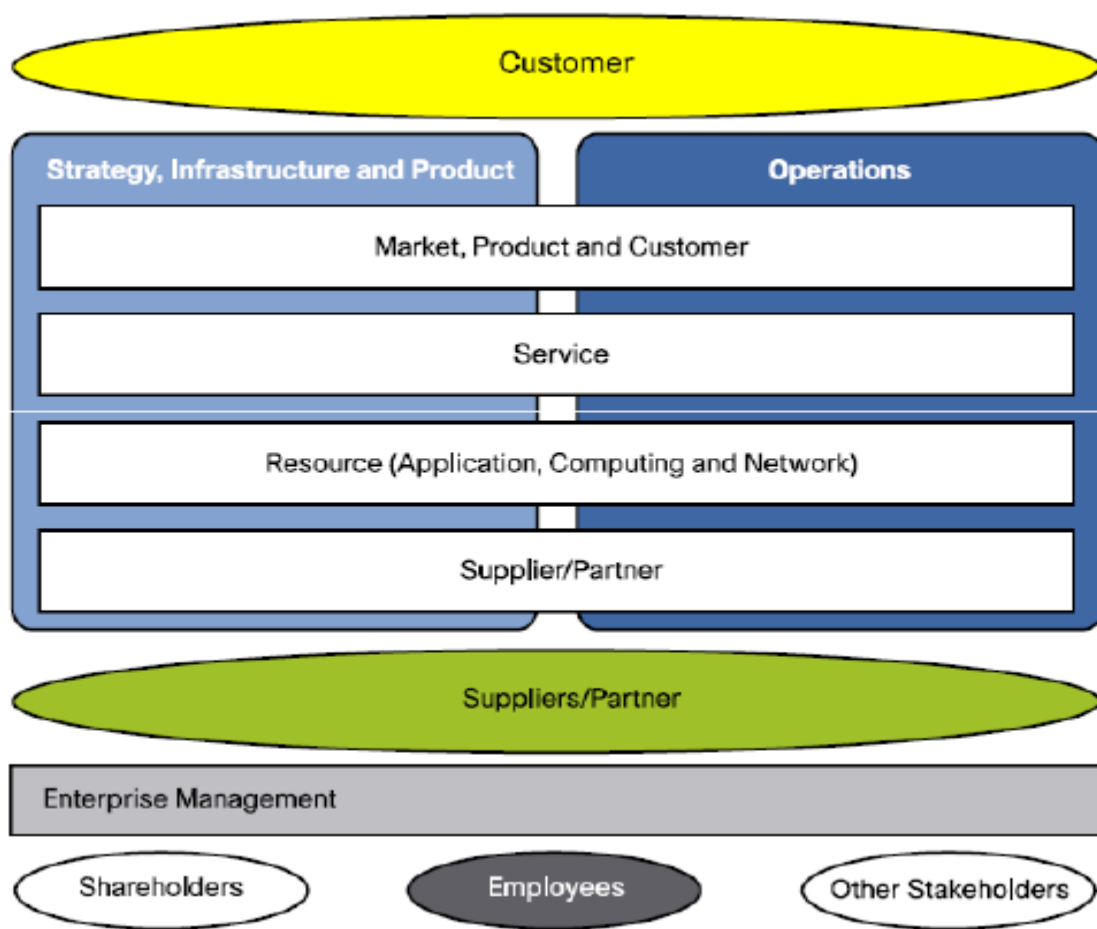 Customer
Strategy, Infrastructure and Product
Operations
Market, Product and Customer
Service
Resource (Application, Computing and Network)
Supplier/Partner
Suppliers/Partner
Enterprise Management
Shareholders
Employees
Other Stakeholders